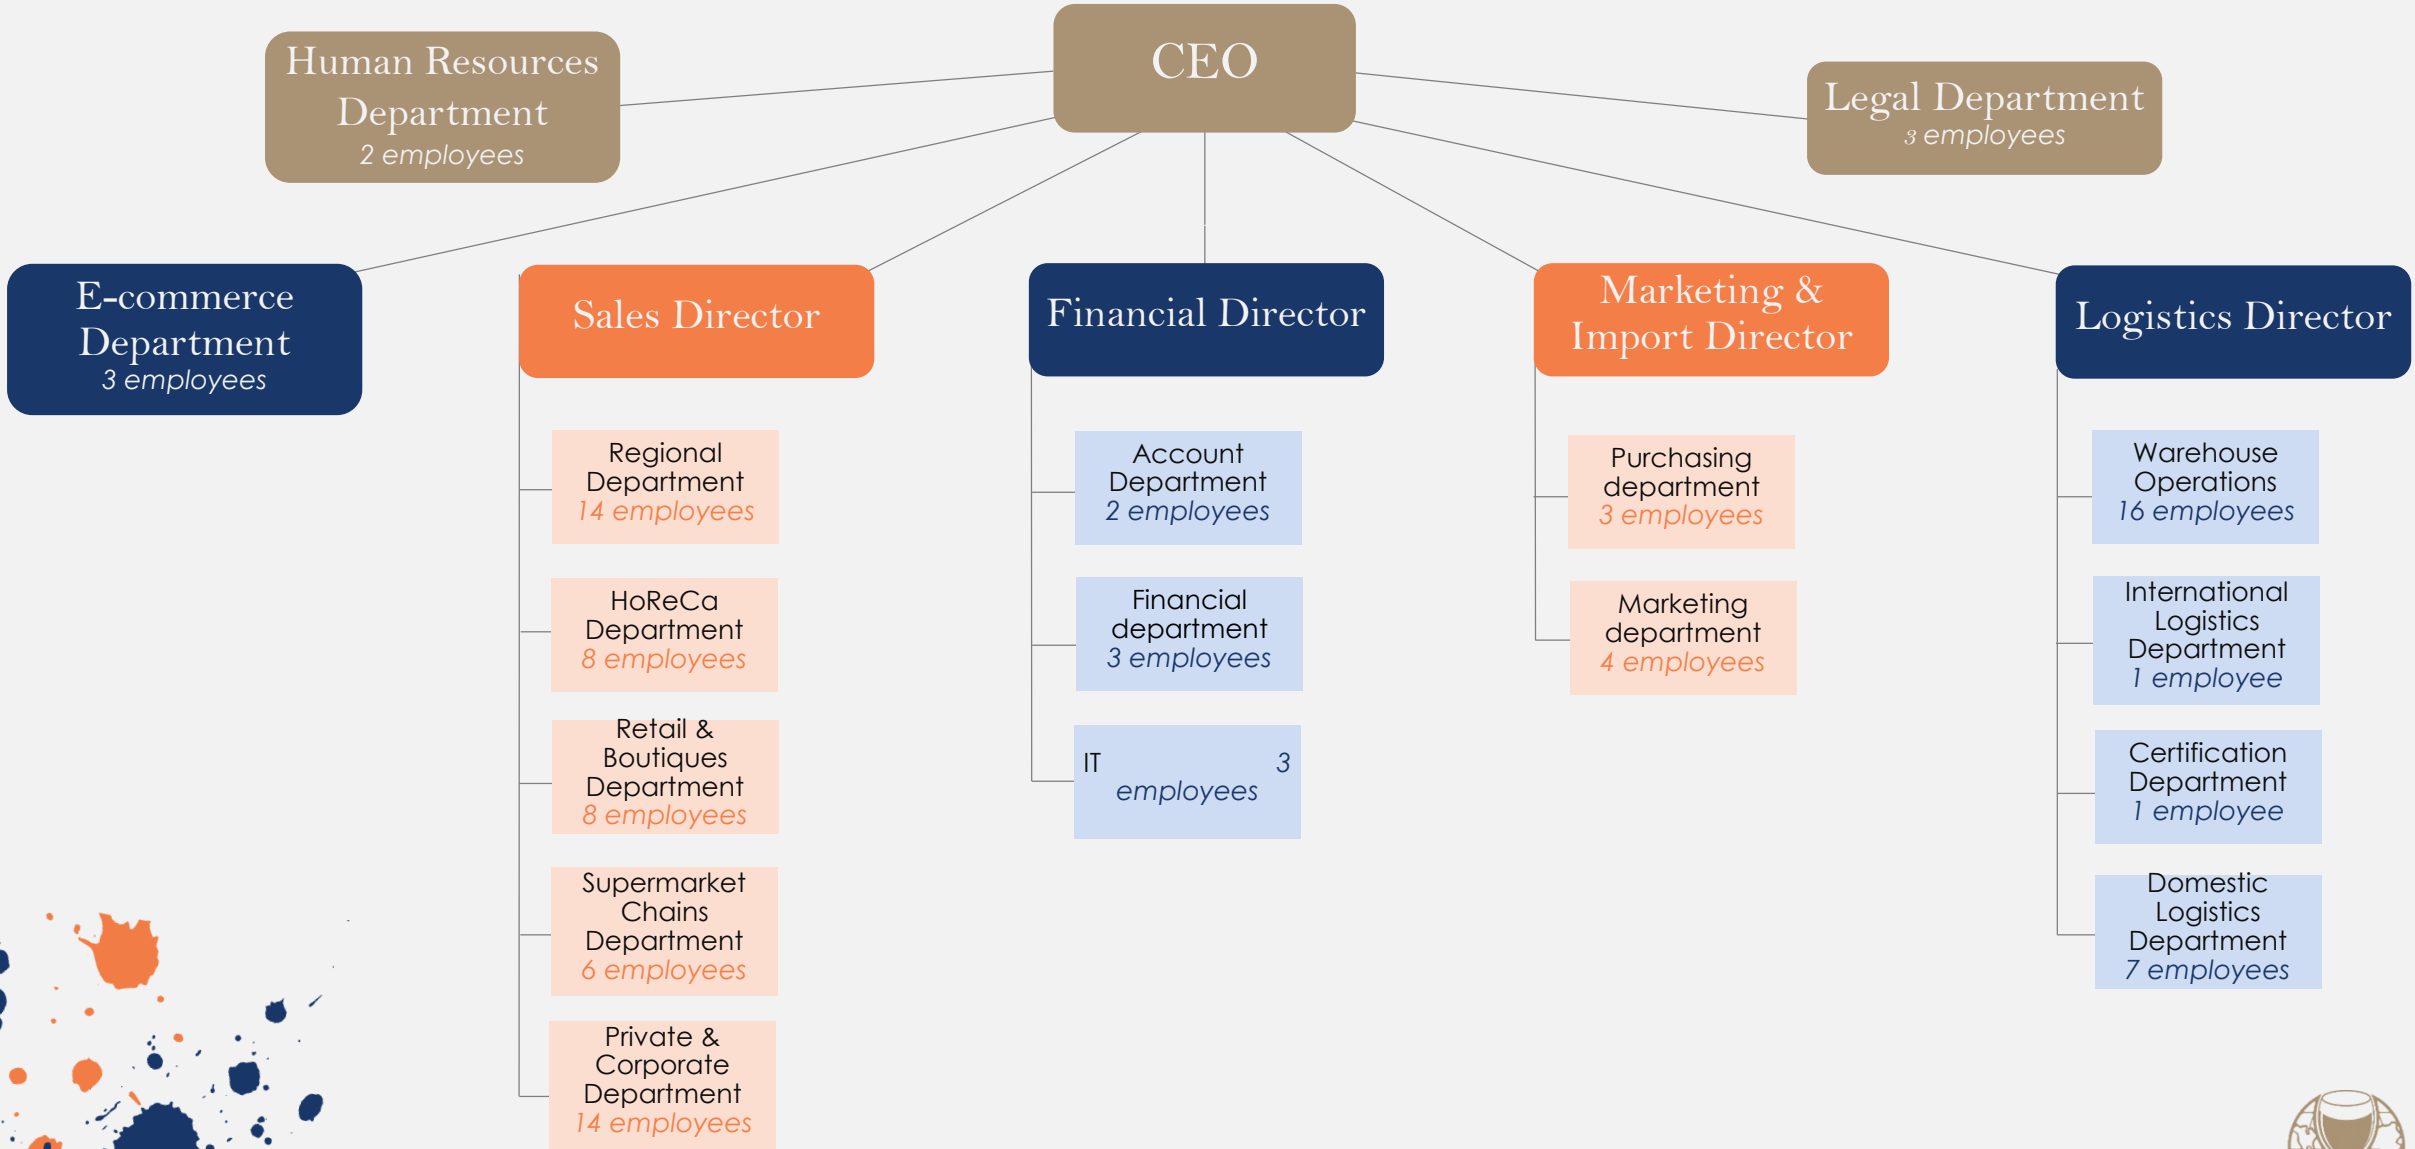 CEO
Human Resources
Department
2 employees
Legal Department
3 employees
E-commerce
Department
3 employees
Sales Director
Financial Director
Marketing &
Import Director
Logistics Director
Regional
Department
14 employees
HoReCa
Department
8 employees
Retail &
Boutiques
Department
8 employees
Supermarket
Chains
Department
6 employees
Private &
Corporate
Department
14 employees
Account
Department
2 employees
Financial
department
3 employees
IT 3
employees
Purchasing
department
3 employees
Marketing
department
4 employees
Warehouse
Operations
16 employees
International
Logistics
Department
1 employee
Certification
Department
1 employee
Domestic
Logistics
Department
7 employees